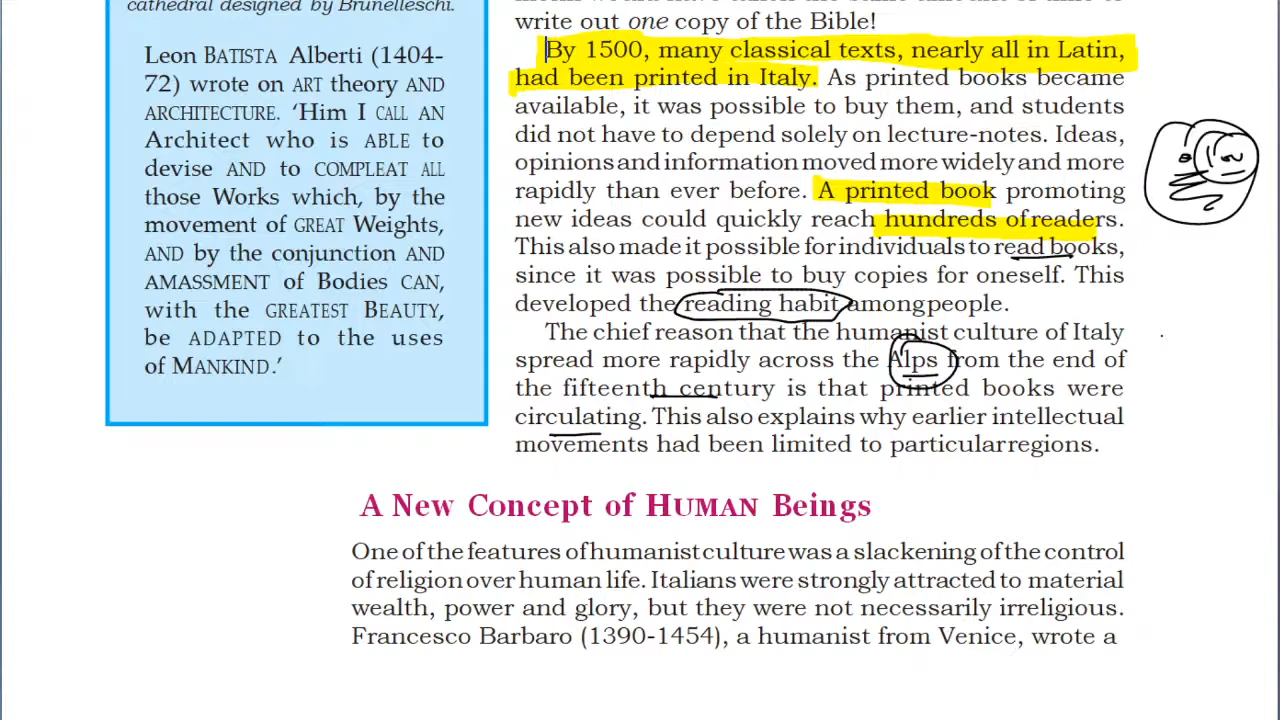 cathedral designed by Brunelleschi.
Leon BATISTA Alberti (1404-
72) wrote on ART theory AND
ARCHITECTURE. ‘Him I CALL AN
Architect who is ABLE to
devise AND to COMPLEAT ALL
those Works which, by the
movement of GREAT Weights,
AND by the conjunction AND
AMASSMENT of Bodies CAN,
with the GREATEST BEAUTY,
be ADAPTED to the uses
of MANKIND.’
write out one copy of the Bible!
By 1500, many classical texts, nearly all in Latin,
had been printed in Italy. As printed books became
available, it was possible to buy them, and students
did not have to depend solely on lecture-notes. Ideas,
opinions and information moved more widely and more
rapidly than ever before. A printed book promoting
new ideas could quickly reach hundreds of readers.
This also made it possible for individuals to read books,
since it was possible to buy copies for oneself. This
developed the reading habit among people.
The chief reason that the humanist culture of Italy
spread more rapidly across the Alps from the end of
the fifteenth century is that printed books were
circulating. This also explains why earlier intellectual
movements had been limited to particular regions.
A New Concept of HUMAN Beings
One of the features of humanist culture was a slackening of the control
of religion over human life. Italians were strongly attracted to material
wealth, power and glory, but they were not necessarily irreligious.
Francesco Barbaro (1390-1454), a humanist from Venice, wrote a